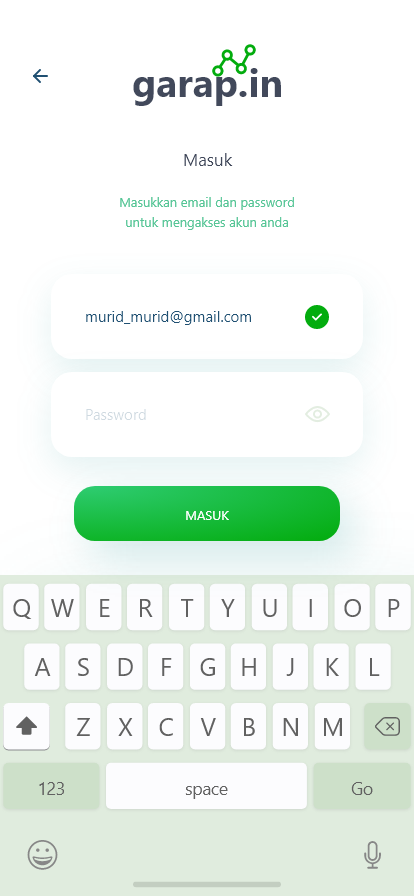 garap.in
Masuk
Masukkan email dan password
untuk mengakses akun anda
murid_murid@gmail.com
Password
MASUK
Q W E R T Y U I O P
A S D F G H J K L
Z X C V B N M
123 space Go